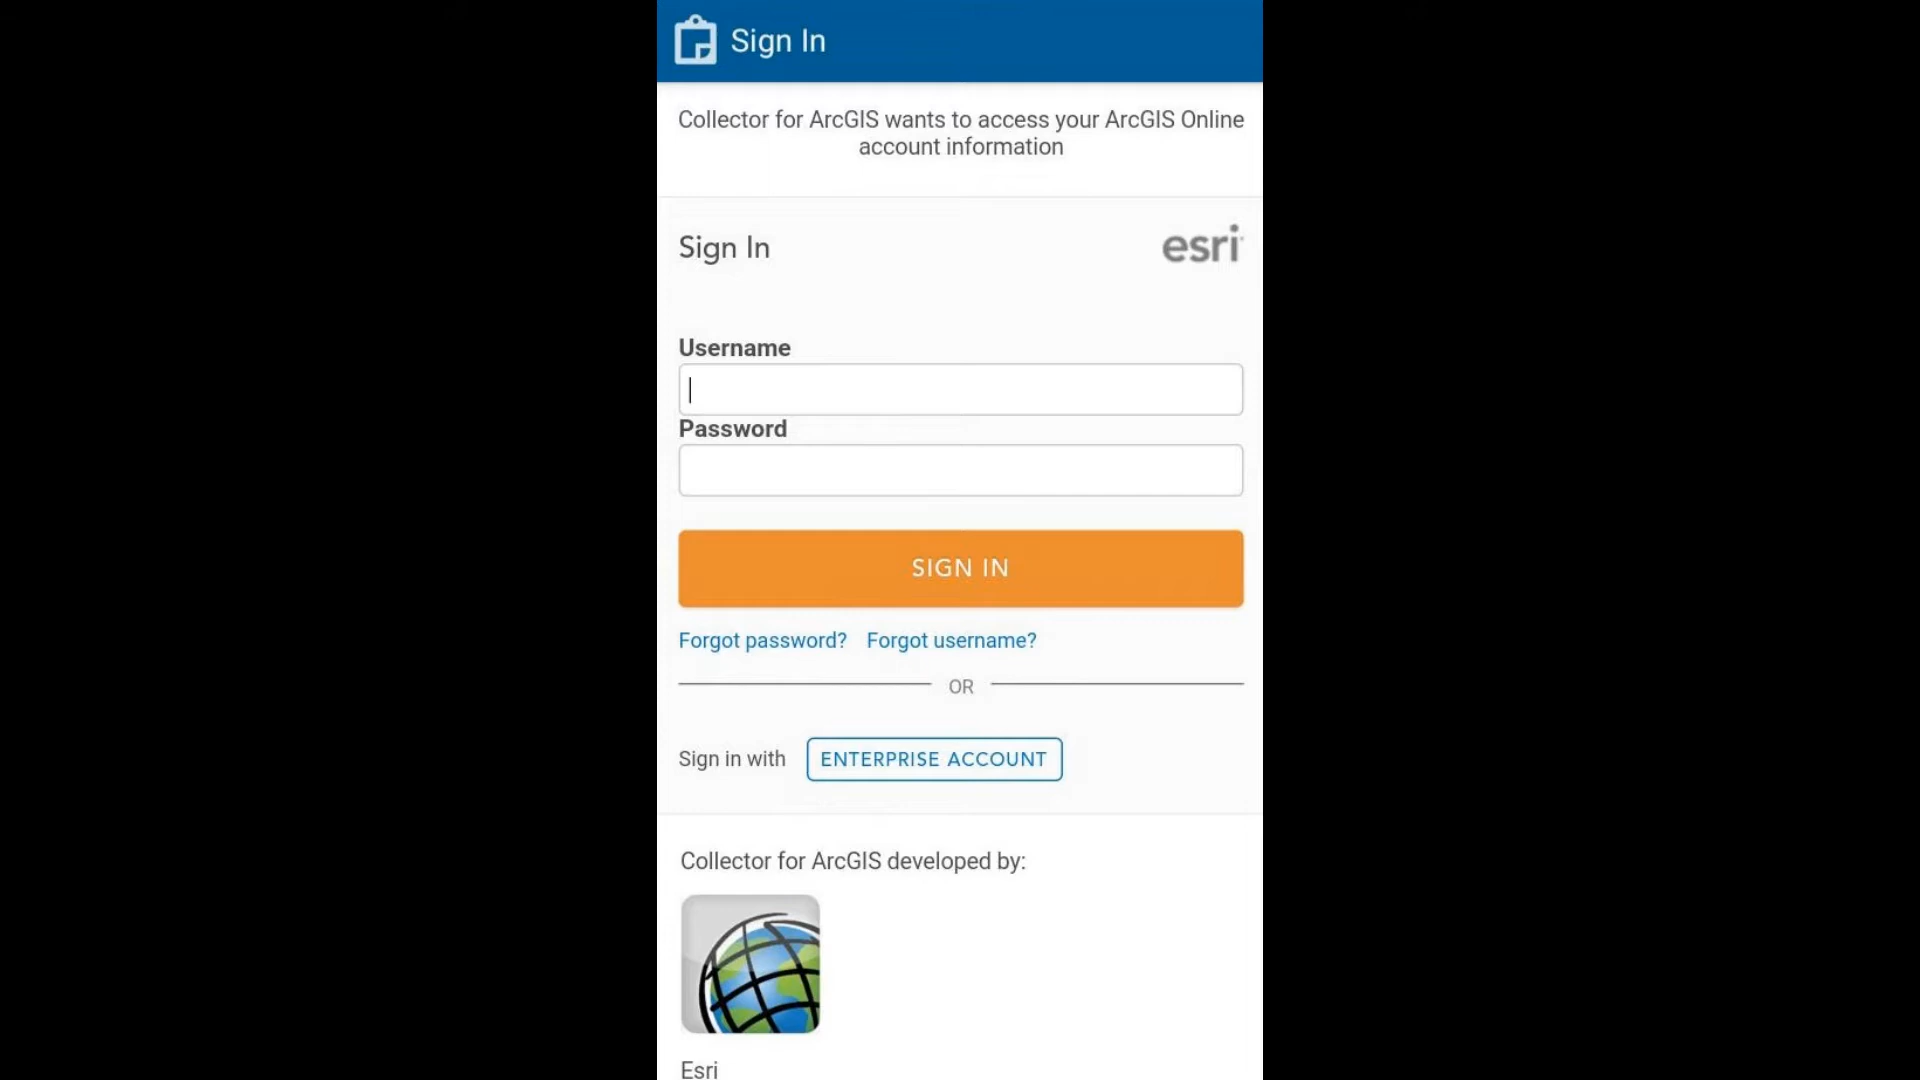 Sign In
Collector for ArcGIS wants to access your ArcGIS Online
account information
Sign In
esri
Username
Password
SIGN IN
Forgot password? Forgot username?
OR
Sign in with ENTERPRISE ACCOUNT
Collector for ArcGIS developed by:
Esri